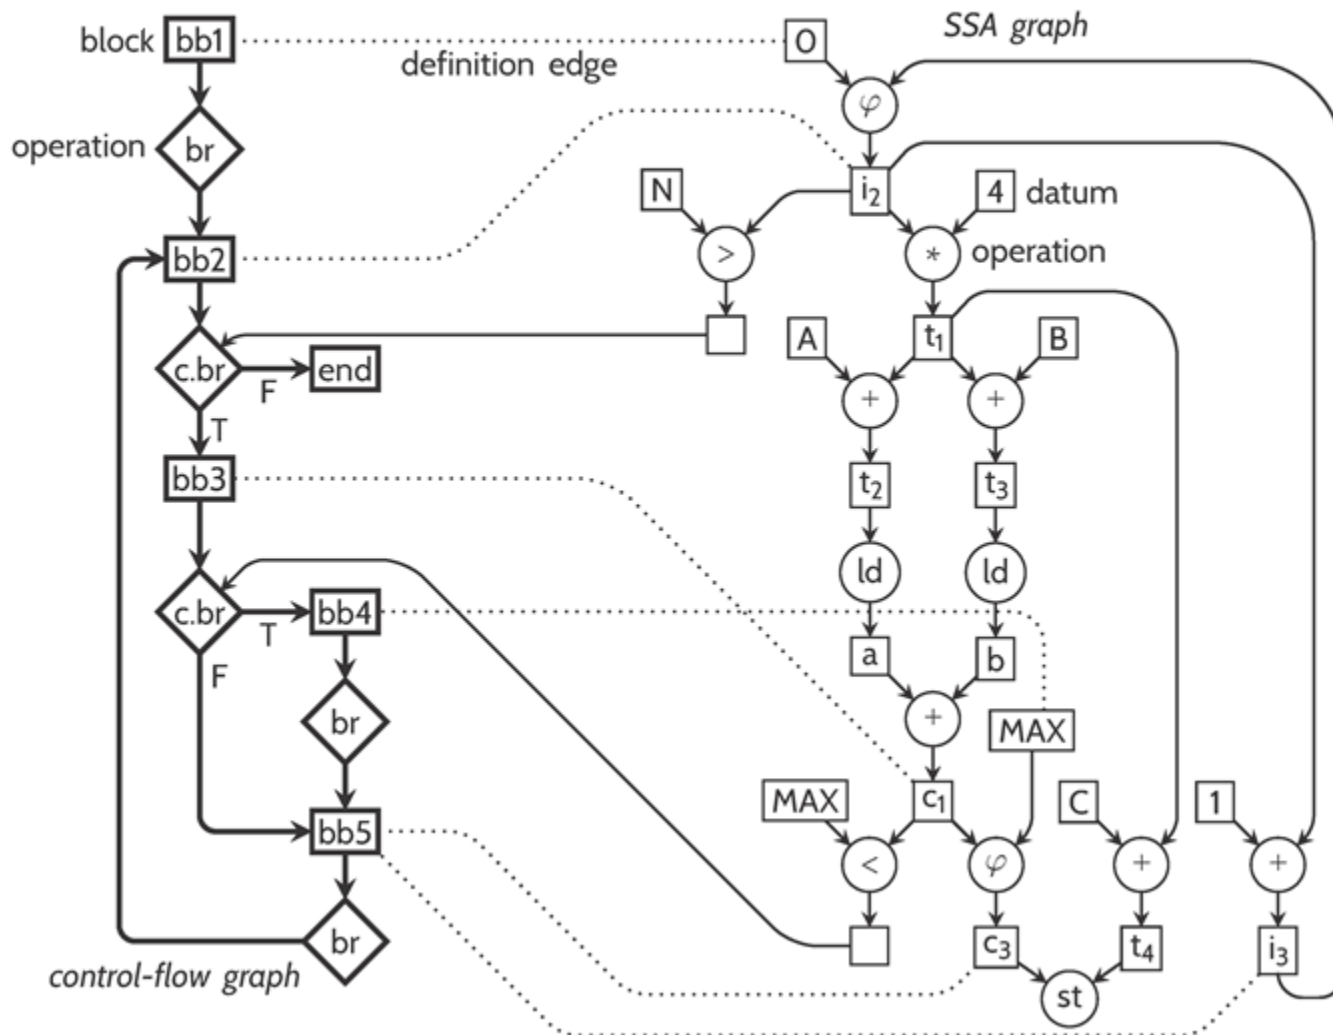 SSA graph
block bb1
0
definition edge
φ
operation br
N
i2
4 datum
bb2
>
* operation
A
t1
B
c.br
F
end
T
+
+
bb3
t2
t3
ld
ld
c.br
T
bb4
a
b
F
br
+
MAX
MAX
c1
C
1
bb5
<
φ
+
+
br
c3
t4
i3
control-flow graph
st